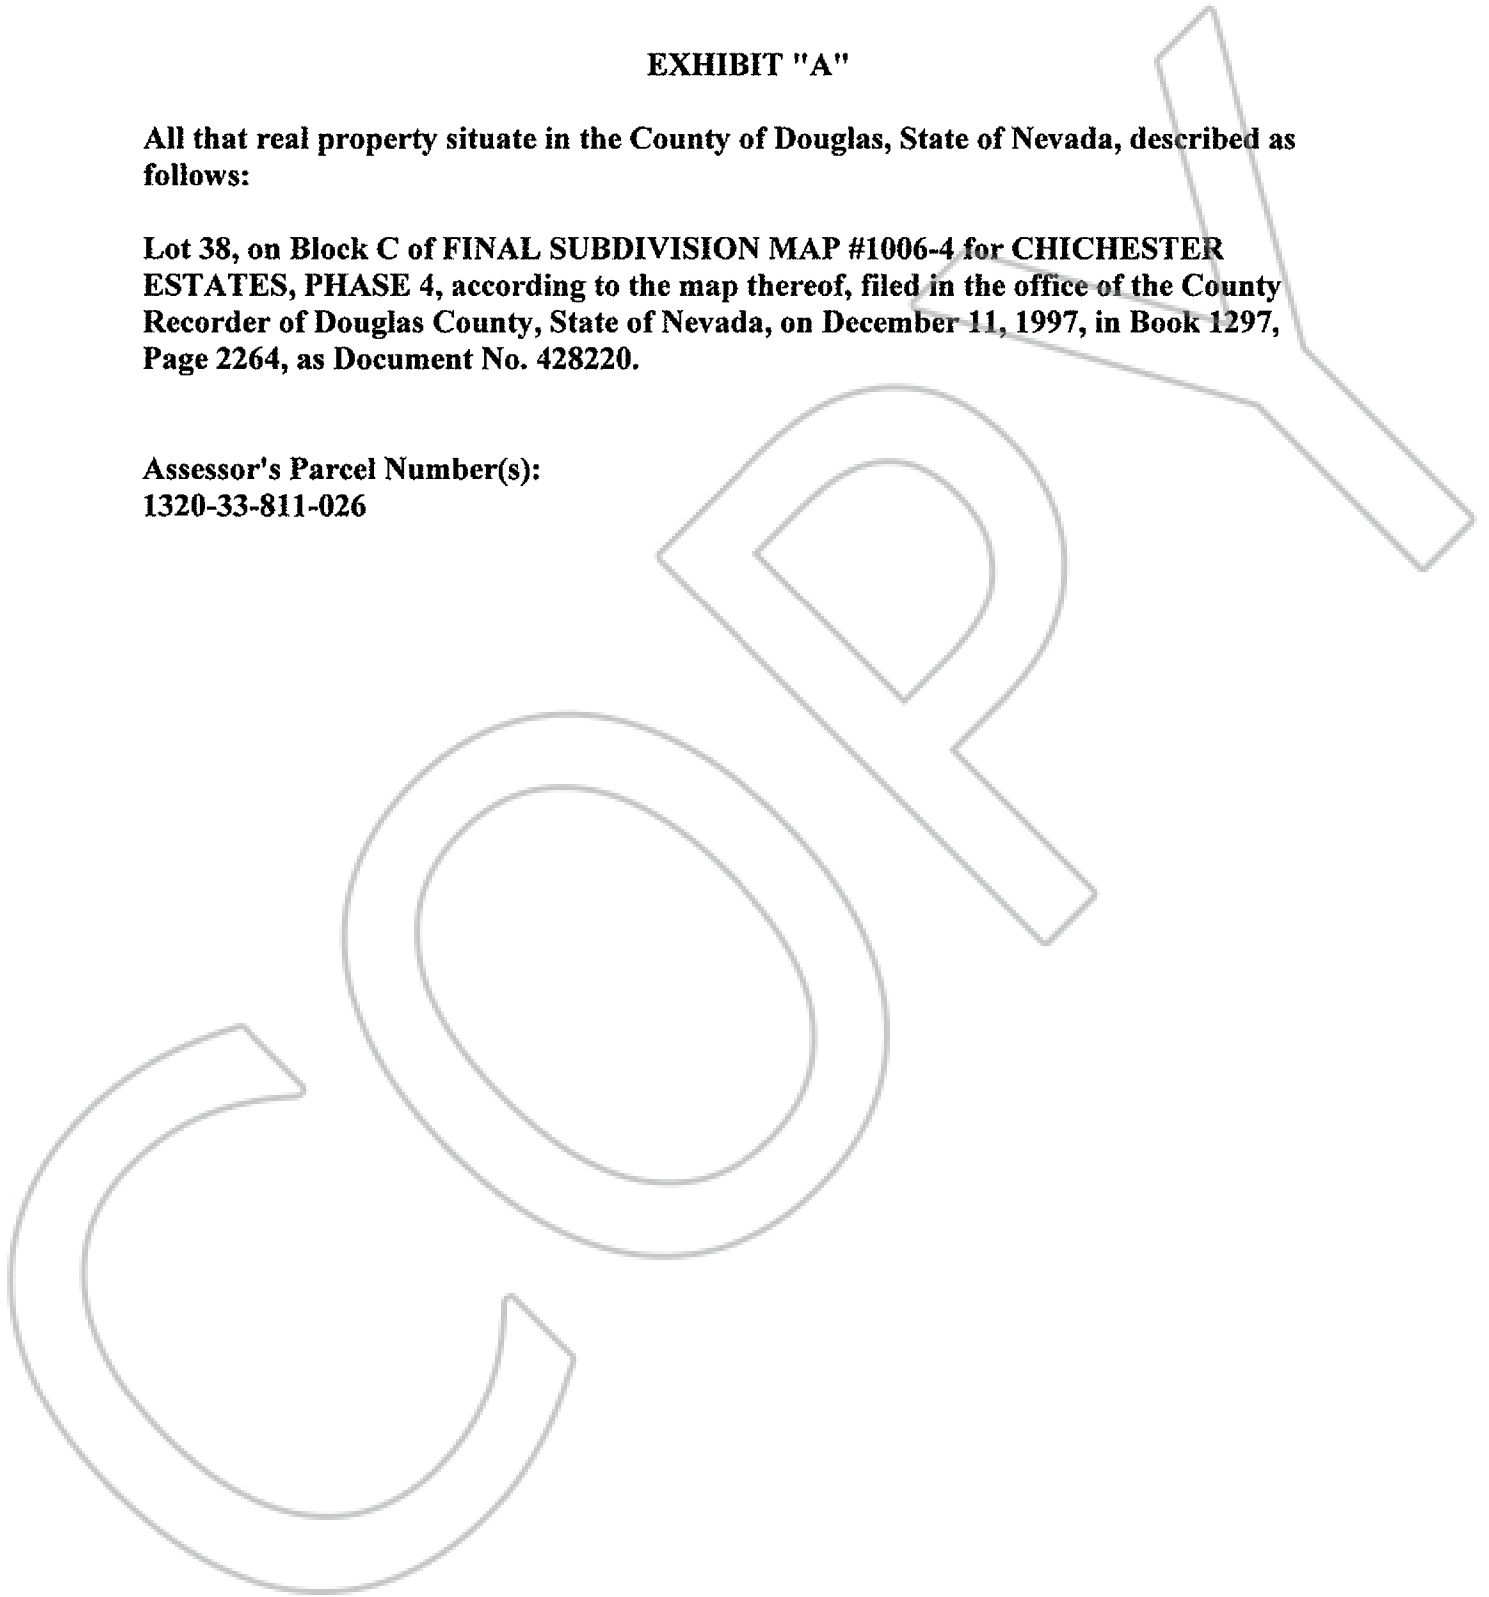 EXHIBIT "A"
All that real property situate in the County of Douglas, State of Nevada, described as
follows:
Lot 38, on Block C of FINAL SUBDIVISION MAP #1006-4 for CHICHESTER
ESTATES, PHASE 4, according to the map thereof, filed in the office of the County
Recorder of Douglas County, State of Nevada, on December 11, 1997, in Book 1297,
Page 2264, as Document No. 428220.
Assessor's Parcel Number(s):
1320-33-811-026
COPY